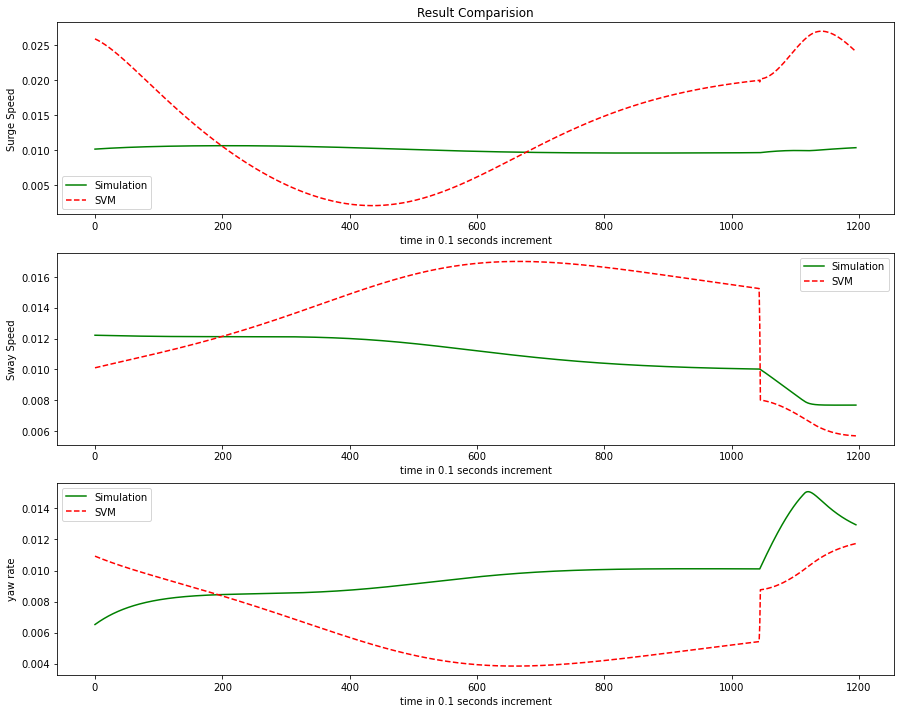 Result Comparision
Surge Speed
0.025
0.020
0.015
0.010
0.005
Simulation
SVM
0 200 400 600 800 1000 1200
time in 0.1 seconds increment
Sway Speed
0.016
0.014
0.012
0.010
0.008
0.006
Simulation
SVM
0 200 400 600 800 1000 1200
time in 0.1 seconds increment
yaw rate
0.014
0.012
0.010
0.008
0.006
0.004
Simulation
SVM
0 200 400 600 800 1000 1200
time in 0.1 seconds increment